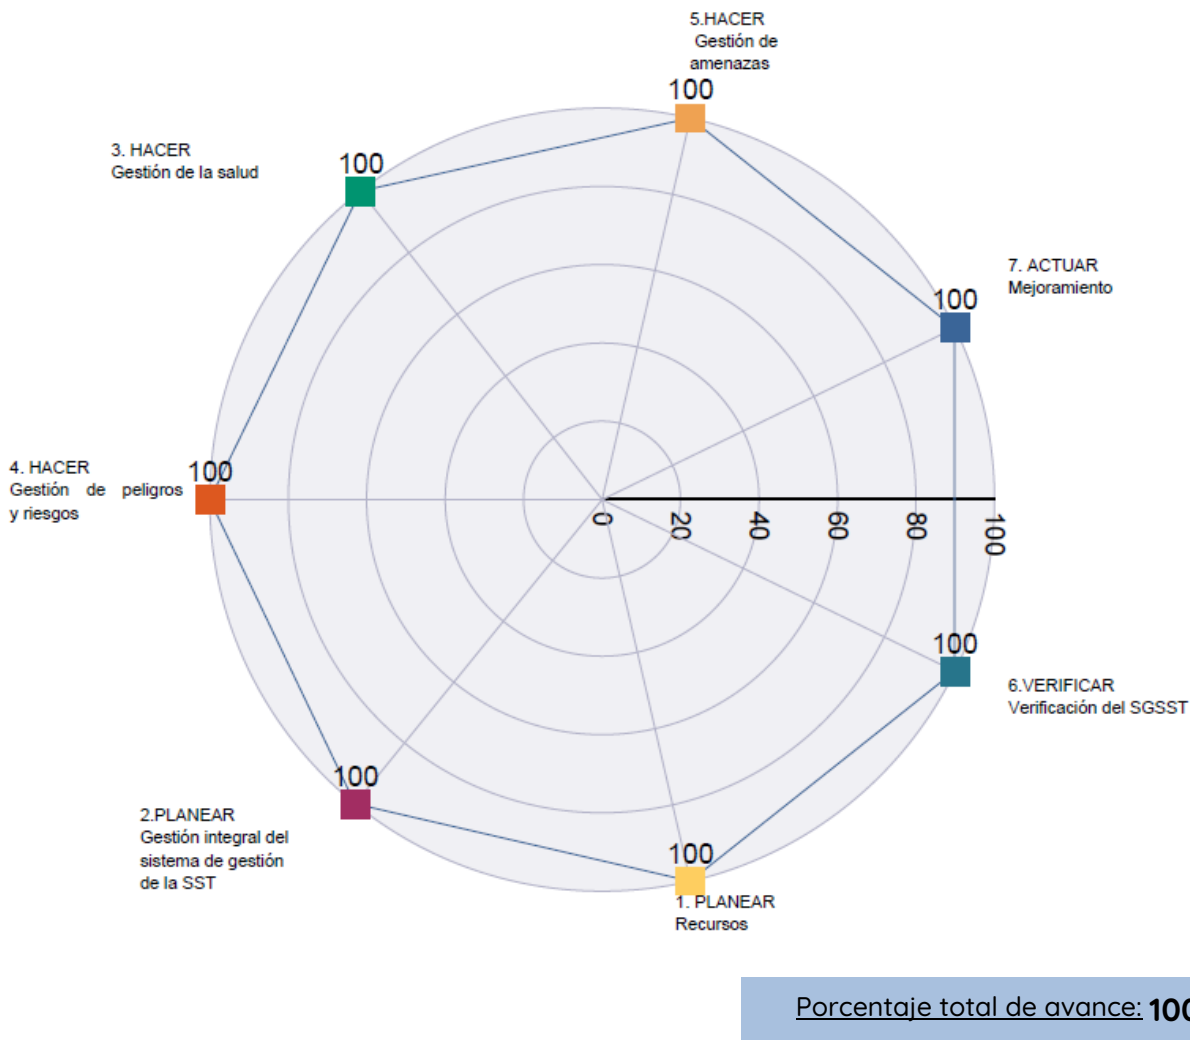 5.HACER
Gestión de
amenazas
100
3. HACER
Gestión de la salud
100
7. ACTUAR
Mejoramiento
100
4. HACER
Gestión de peligros
y riesgos
100
0
20
40
60
80
100
100
6.VERIFICAR
Verificación del SGSST
100
2.PLANEAR
Gestión integral del
sistema de gestión
de la SST
100
1. PLANEAR
Recursos
Porcentaje total de avance: 100